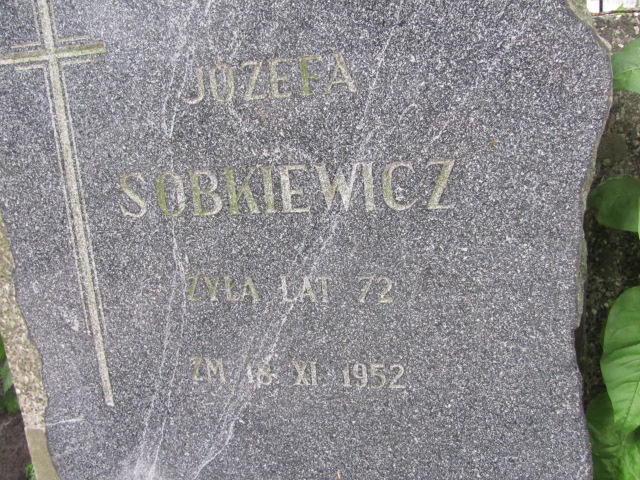 JÓZEFA
SOBKIEWICZ
ŻYŁA LAT 72
ZM 18 XI 1952